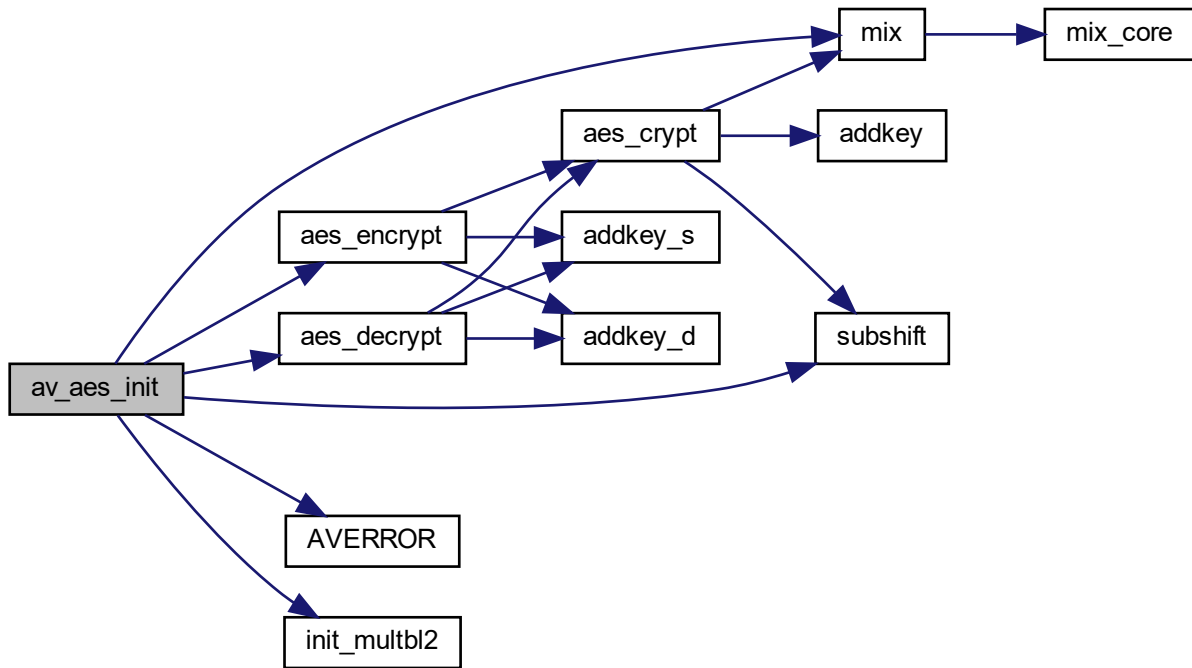 mix
mix_core
aes_crypt
addkey
aes_encrypt
addkey_s
aes_decrypt
addkey_d
subshift
av_aes_init
AVERROR
init_multbl2